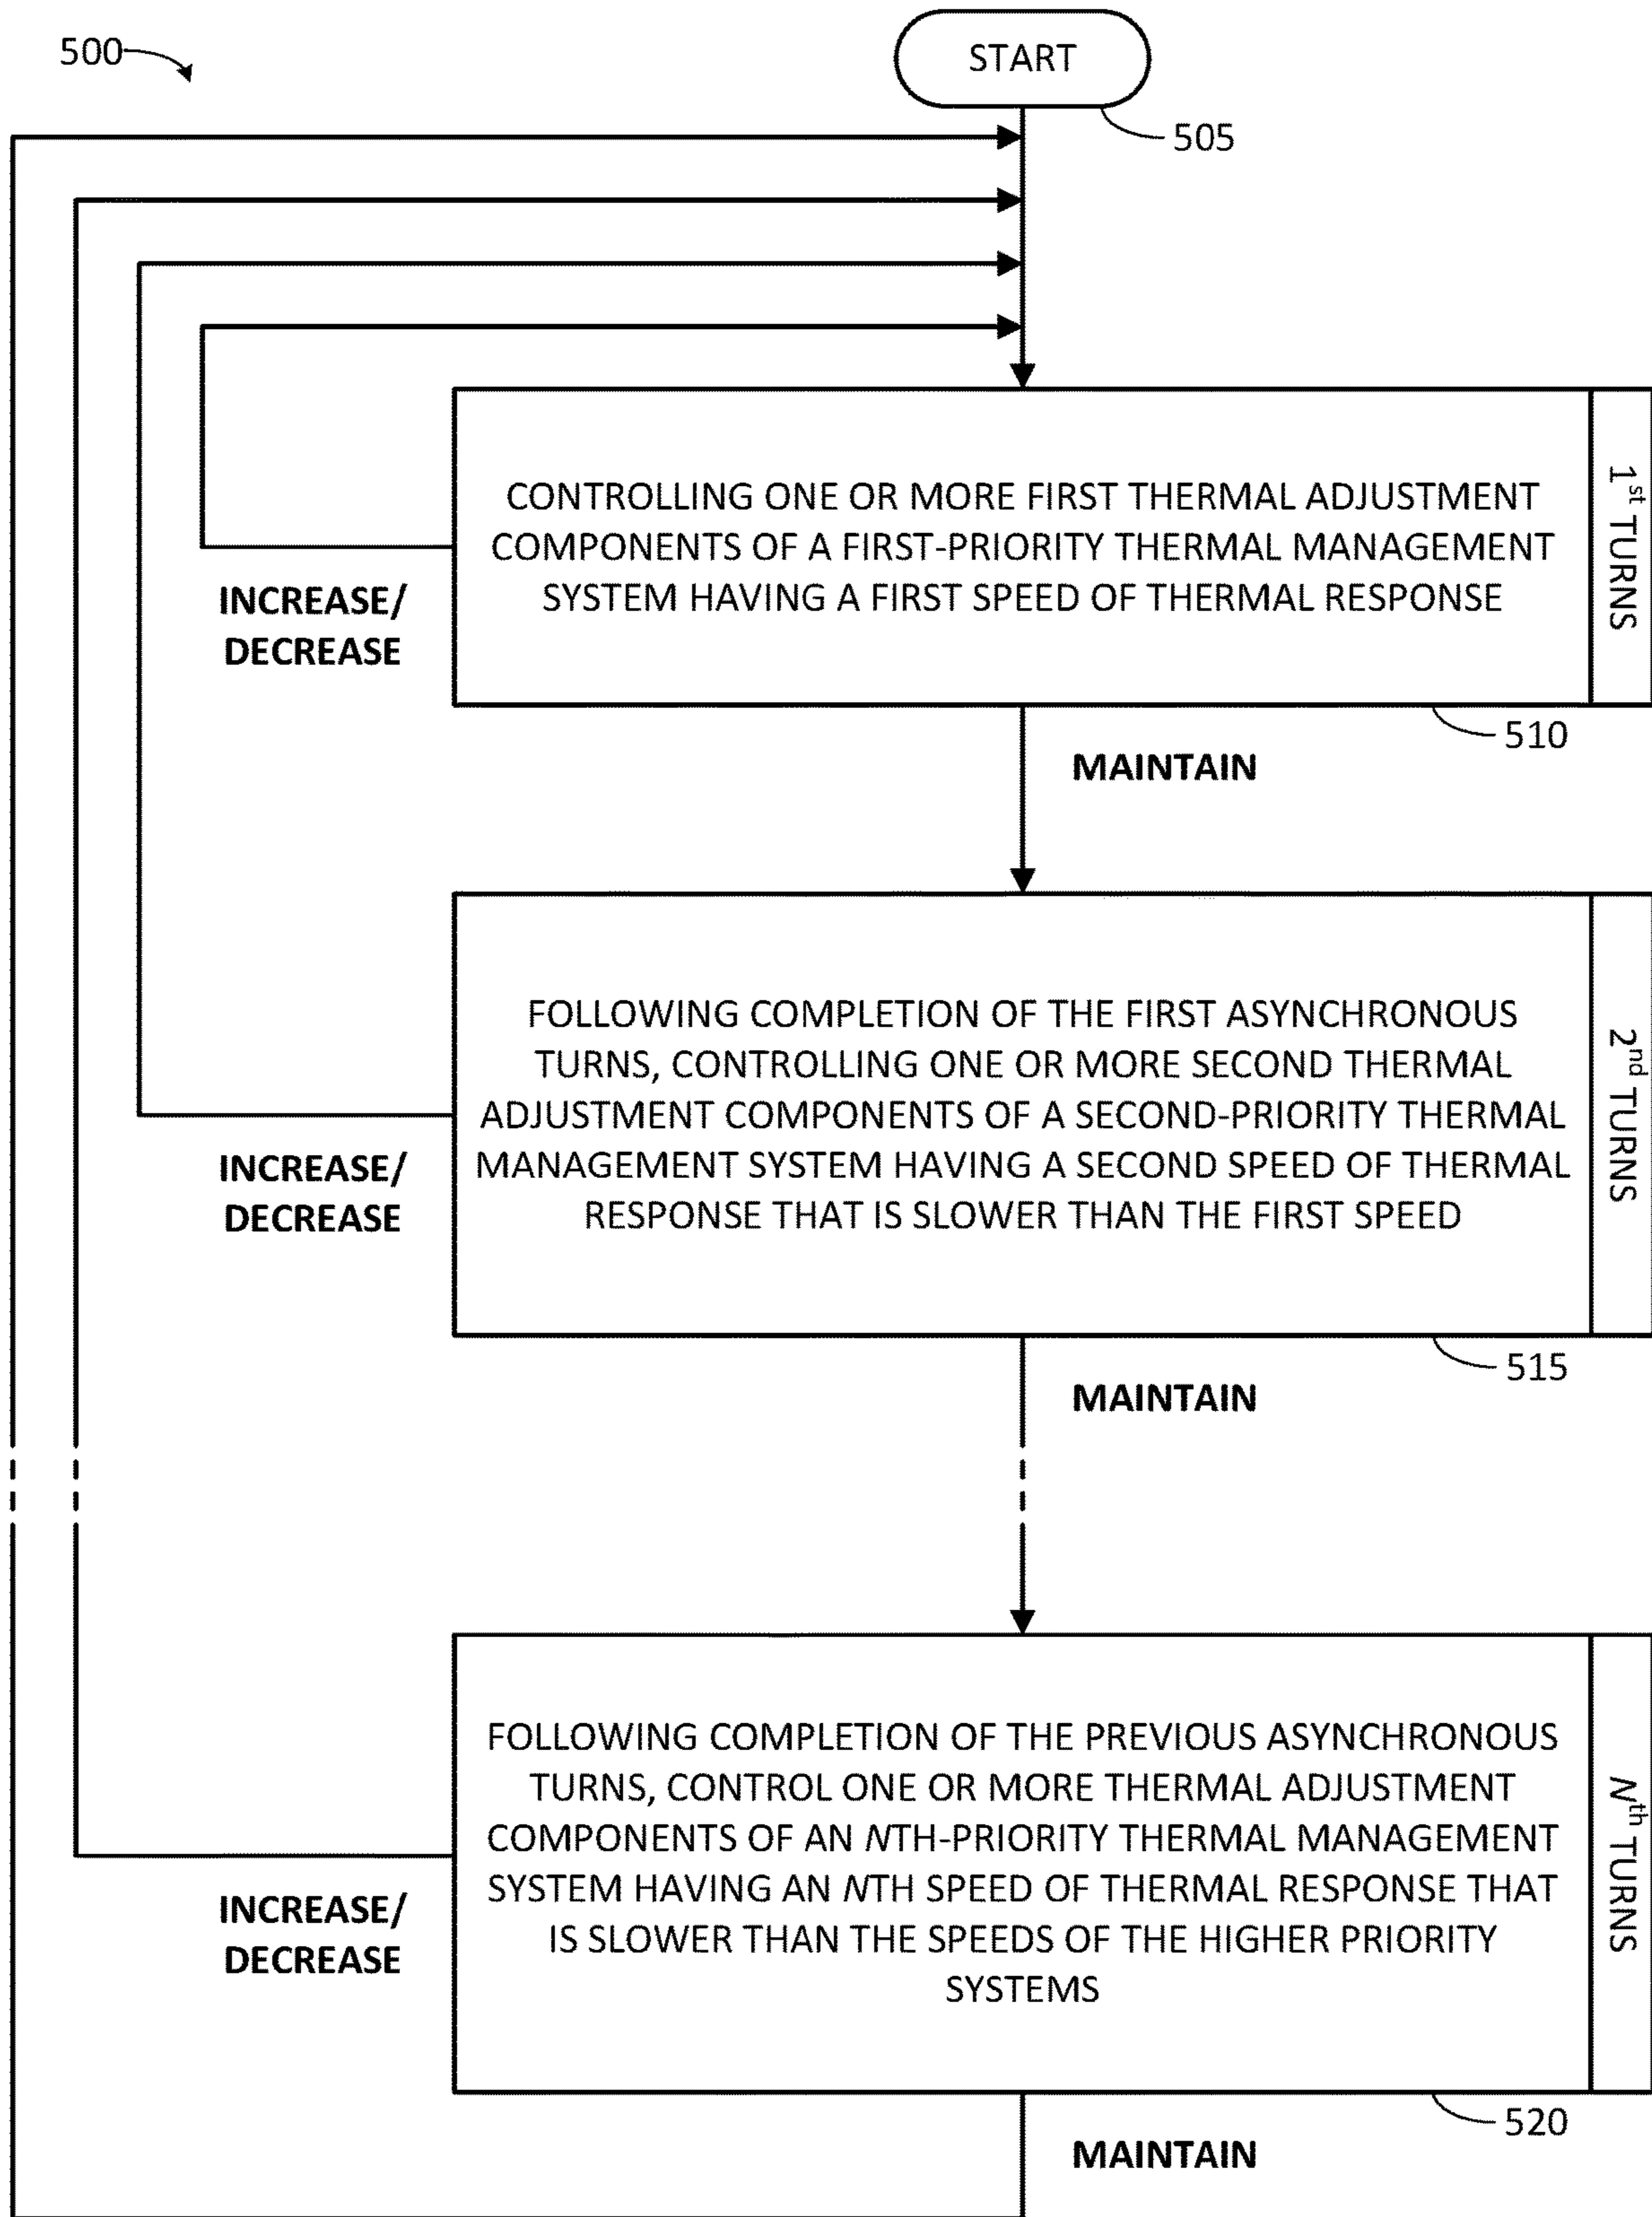 500
START
505
CONTROLLING ONE OR MORE FIRST THERMAL ADJUSTMENT
COMPONENTS OF A FIRST-PRIORITY THERMAL MANAGEMENT
SYSTEM HAVING A FIRST SPEED OF THERMAL RESPONSE
1st TURNS
INCREASE/
DECREASE
510
MAINTAIN
FOLLOWING COMPLETION OF THE FIRST ASYNCHRONOUS
TURNS, CONTROLLING ONE OR MORE SECOND THERMAL
ADJUSTMENT COMPONENTS OF A SECOND-PRIORITY THERMAL
MANAGEMENT SYSTEM HAVING A SECOND SPEED OF THERMAL
RESPONSE THAT IS SLOWER THAN THE FIRST SPEED
2nd TURNS
INCREASE/
DECREASE
515
MAINTAIN
FOLLOWING COMPLETION OF THE PREVIOUS ASYNCHRONOUS
TURNS, CONTROL ONE OR MORE THERMAL ADJUSTMENT
COMPONENTS OF AN NTH-PRIORITY THERMAL MANAGEMENT
SYSTEM HAVING AN NTH SPEED OF THERMAL RESPONSE THAT
IS SLOWER THAN THE SPEEDS OF THE HIGHER PRIORITY
SYSTEMS
Nth TURNS
INCREASE/
DECREASE
520
MAINTAIN